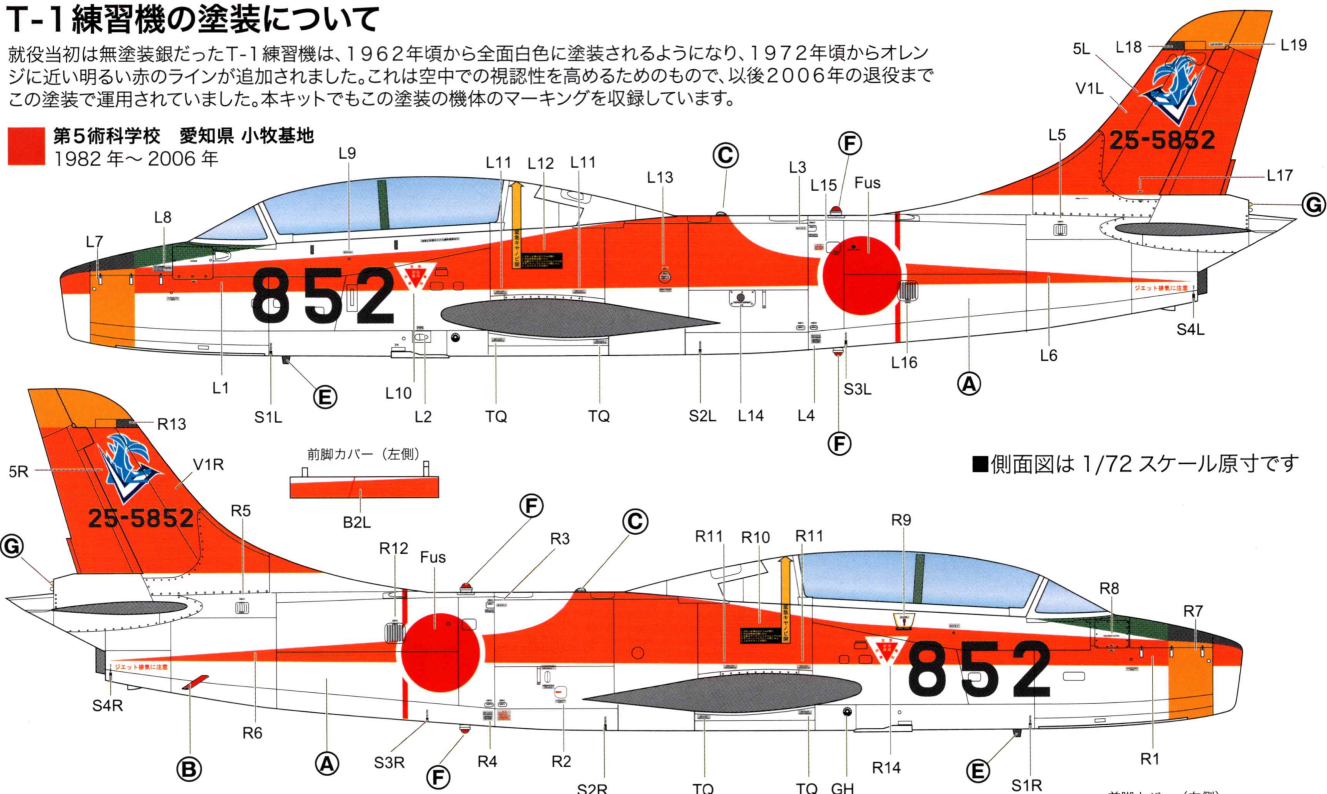 T-1練習機の塗装について
就役当初は無塗装銀だったT-1練習機は、1962年頃から全面白色に塗装されるようになり、1972年頃からオレン
ジに近い明るい赤のラインが追加されました。これは空中での視認性を高めるためのもので、以後2006年の退役まで
この塗装で運用されていました。本キットでもこの塗装の機体のマーキングを収録しています。
第5術科学校 愛知県 小牧基地
1982年〜2006年
L18
L19
5L
V1L
25-5852
L5
L17
G
L9
L11
L12
L11
L13
C
L3
L15
F
Fus
L7
L8
852
ジェット排気に注意
L1
S1L
E
L10
L2
TQ
TQ
S2L
L14
L4
F
S3L
L16
A
L6
S4L
■側面図は 1/72 スケール原寸です
R13
5R
V1R
25-5852
前脚カバー（左側）
B2L
G
R5
R12
Fus
F
R3
C
R11
R10
R11
R9
R8
R7
852
ジェット排気に注意
S4R
B
R6
A
S3R
F
R4
R2
S2R
TQ
TQ
GH
R14
E
S1R
R1